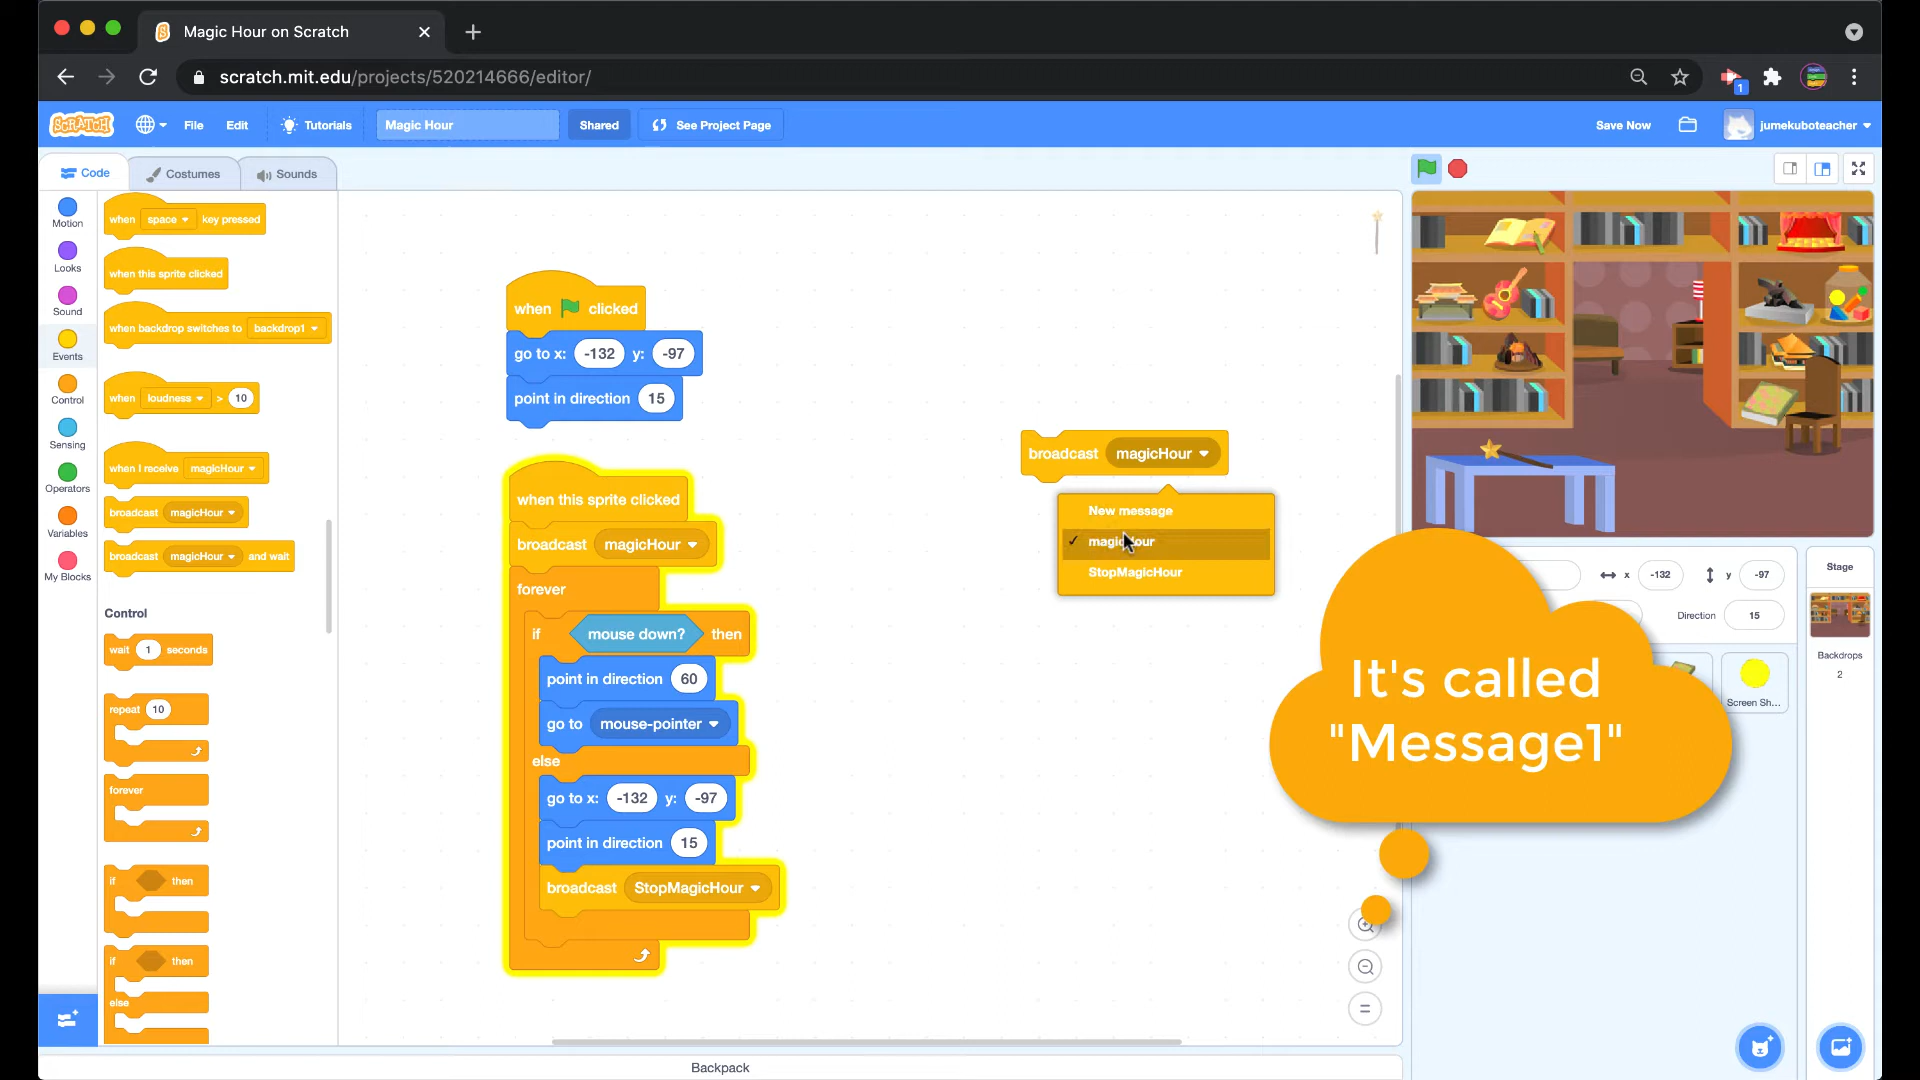 Magic Hour on Scratch
scratch.mit.edu/projects/520214666/editor/
1
SCRATCH
File
Edit
Tutorials
Magic Hour
Shared
See Project Page
Save Now
jumekuboteacher
Code
Costumes
Sounds
Motion
Looks
Sound
Events
Control
Sensing
Operators
Variables
My Blocks
when space key pressed
when this sprite clicked
when backdrop switches to backdrop1
when loudness > 10
when I receive magicHour
broadcast magicHour
broadcast magicHour and wait
Control
wait 1 seconds
repeat 10
forever
if then
if then
else
when clicked
go to x: -132 y: -97
point in direction 15
when this sprite clicked
broadcast magicHour
forever
if mouse down? then
point in direction 60
go to mouse-pointer
else
go to x: -132 y: -97
point in direction 15
broadcast StopMagicHour
broadcast magicHour
New message
magicHour
StopMagicHour
It's called
"Message1"
x -132 y -97
Direction 15
Screen Sh...
Stage
Backdrops
2
Backpack